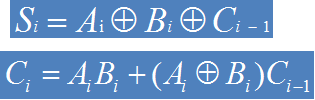 Sᵢ = Aᵢ ⊕ Bᵢ ⊕ Cᵢ₋₁
Cᵢ = AᵢBᵢ + (Aᵢ ⊕ Bᵢ)Cᵢ₋₁